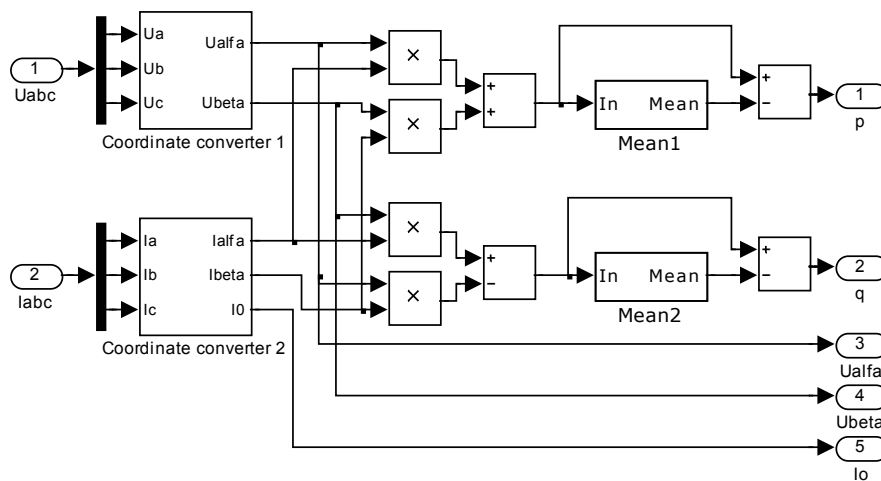 1
Uabc
Ua
Ub
Uc
Ualfa
Ubeta
Coordinate converter 1
×
×
+
+
In
Mean
Mean1
+
−
1
p
2
Iabc
Ia
Ib
Ic
Ialfa
Ibeta
I0
Coordinate converter 2
×
×
+
−
In
Mean
Mean2
+
−
2
q
3
Ualfa
4
Ubeta
5
Io